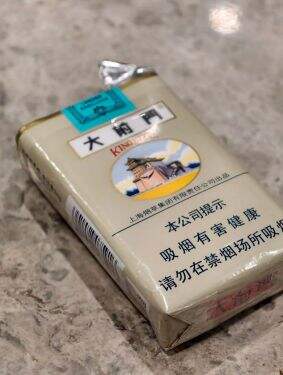 大前門
上海烟草集团有限责任公司出品
本公司提示
吸烟有害健康
请勿在禁烟场所吸烟